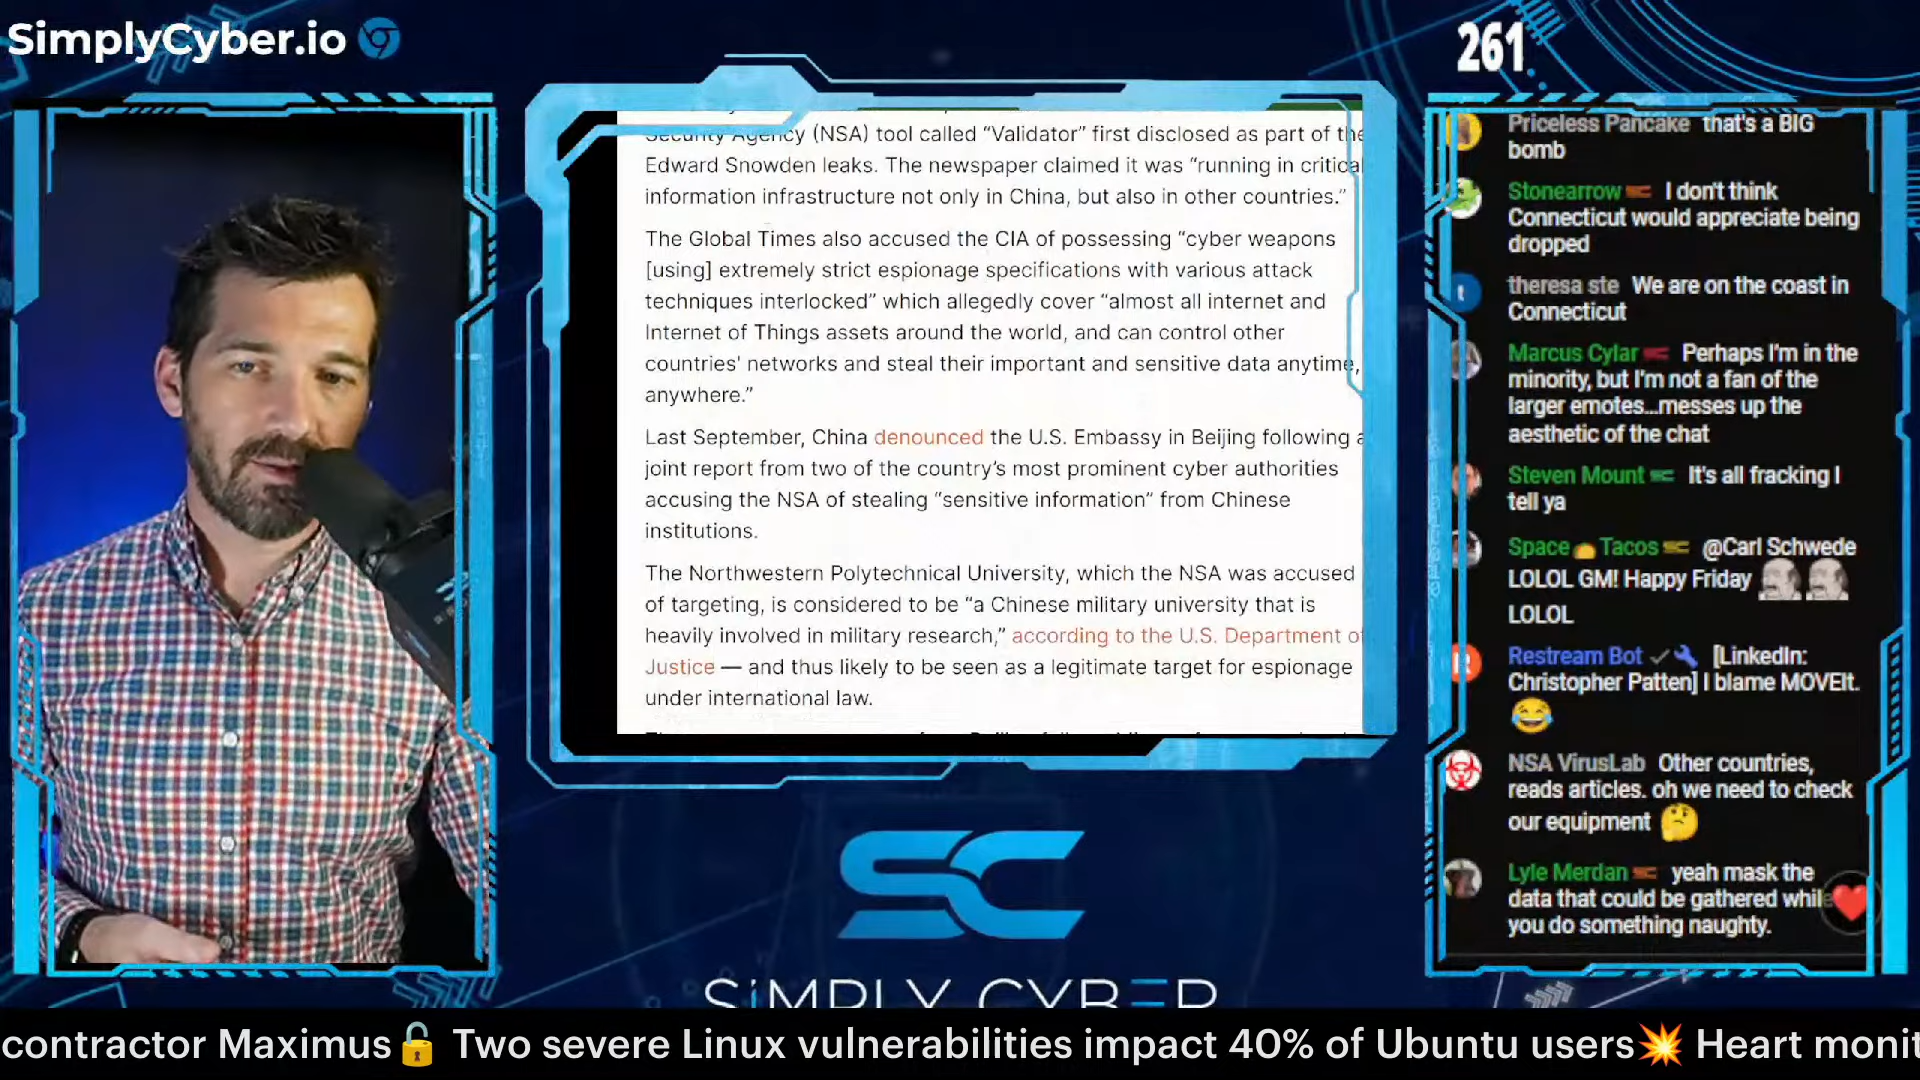 SimplyCyber.io
261
Security Agency (NSA) tool called “Validator” first disclosed as part of the
Edward Snowden leaks. The newspaper claimed it was “running in critical
information infrastructure not only in China, but also in other countries.”
The Global Times also accused the CIA of possessing “cyber weapons
[using] extremely strict espionage specifications with various attack
techniques interlocked” which allegedly cover “almost all internet and
Internet of Things assets around the world, and can control other
countries' networks and steal their important and sensitive data anytime,
anywhere.”
Last September, China denounced the U.S. Embassy in Beijing following a
joint report from two of the country’s most prominent cyber authorities
accusing the NSA of stealing “sensitive information” from Chinese
institutions.
The Northwestern Polytechnical University, which the NSA was accused
of targeting, is considered to be “a Chinese military university that is
heavily involved in military research,” according to the U.S. Department of
Justice — and thus likely to be seen as a legitimate target for espionage
under international law.
Priceless Pancake that's a BIG
bomb
Stonearrow I don't think
Connecticut would appreciate being
dropped
theresa ste We are on the coast in
Connecticut
Marcus Cylar Perhaps I'm in the
minority, but I'm not a fan of the
larger emotes...messes up the
aesthetic of the chat
Steven Mount It's all fracking I
tell ya
Space 🌮 Tacos @Carl Schwede
LOLOL GM! Happy Friday
LOLOL
Restream Bot [LinkedIn:
Christopher Patten] I blame MOVEit.
😂
NSA VirusLab Other countries,
reads articles. oh we need to check
our equipment 🤔
Lyle Merdan yeah mask the
data that could be gathered while
you do something naughty.
SC
SIMPLY CYBER
contractor Maximus🔓 Two severe Linux vulnerabilities impact 40% of Ubuntu users💥 Heart monit